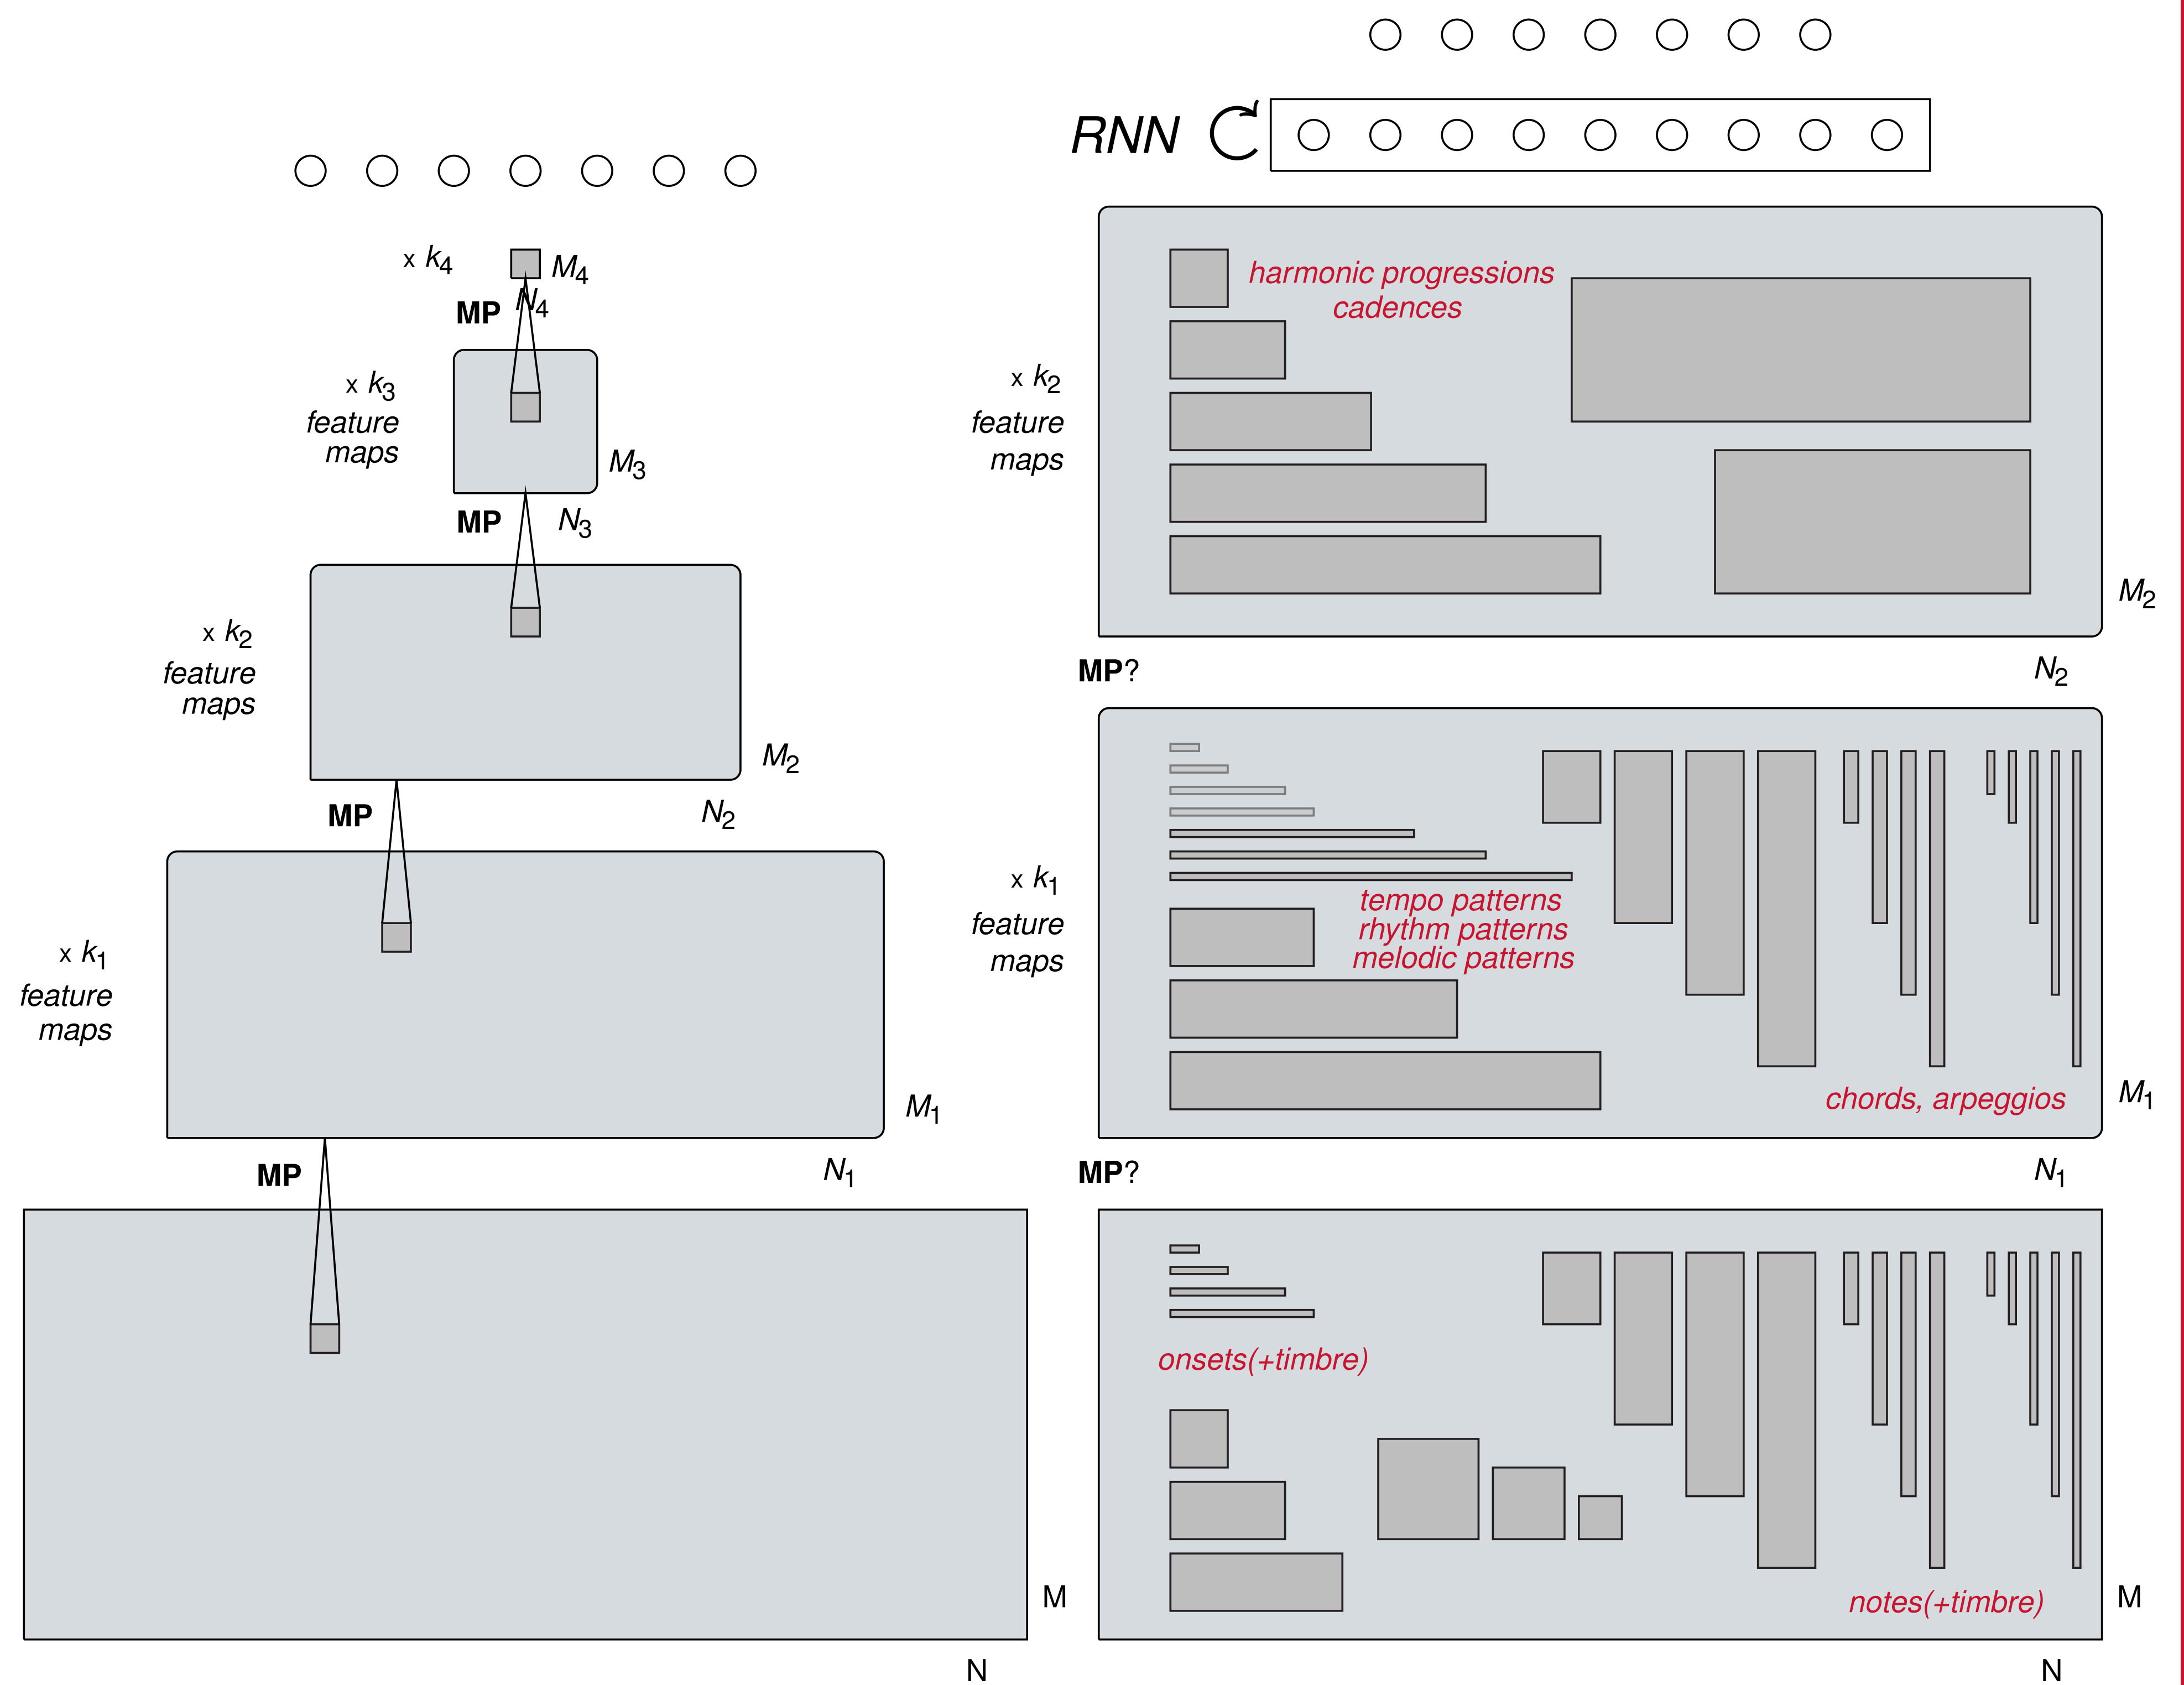 x k4
M4
MP
N4
x k3
feature
maps
M3
MP
N3
x k2
feature
maps
M2
MP
N2
x k1
feature
maps
M1
MP
N1
M
N
RNN
harmonic progressions
cadences
x k2
feature
maps
M2
MP?
N2
x k1
feature
maps
tempo patterns
rhythm patterns
melodic patterns
chords, arpeggios
M1
MP?
N1
onsets(+timbre)
notes(+timbre)
M
N